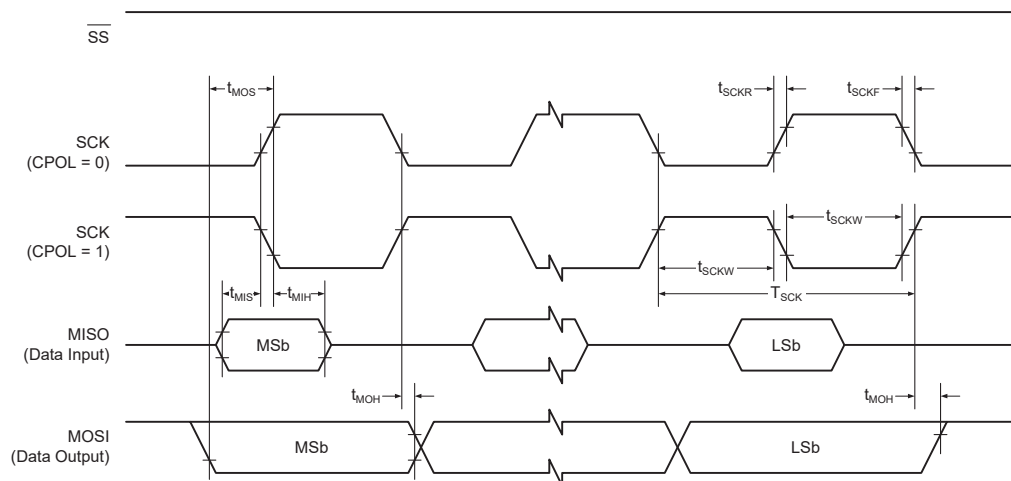 SS
tMOS
tSCKR
tSCKF
SCK
(CPOL = 0)
SCK
(CPOL = 1)
tSCKW
tSCKW
TSCK
tMIS
tMIH
MISO
(Data Input)
MSb
LSb
tMOH
tMOH
MOSI
(Data Output)
MSb
LSb